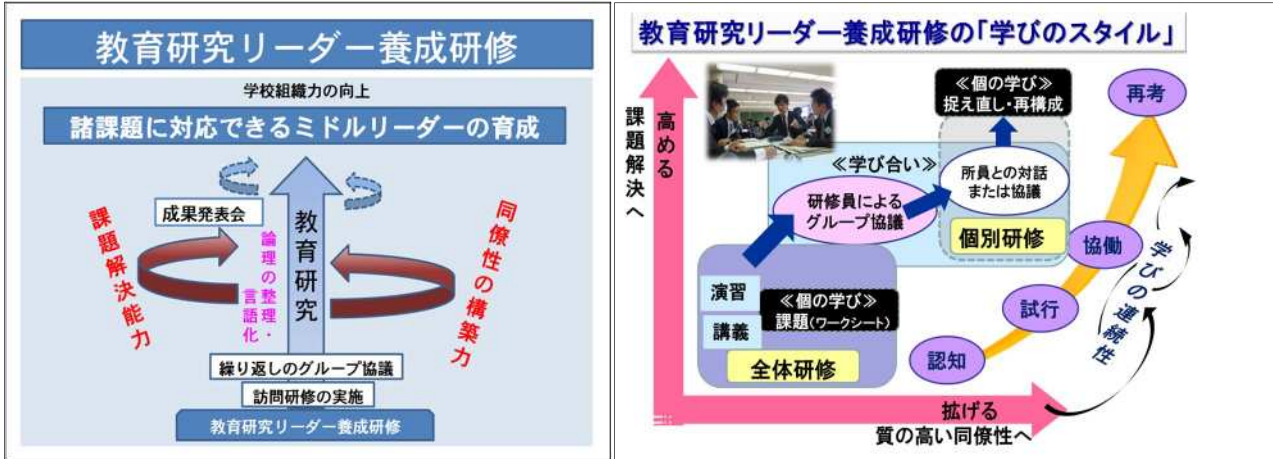 教育研究リーダー養成研修
学校組織力の向上
諸課題に対応できるミドルリーダーの育成
成果発表会
課題解決能力
論理の整理・
言語化
教育研究
同僚性の構築力
繰り返しのグループ協議
訪問研修の実施
教育研究リーダー養成研修
教育研究リーダー養成研修の「学びのスタイル」
課題解決へ
高める
≪個の学び≫
捉え直し・再構成
再考
≪学び合い≫
所員との対話
または協議
研修員による
グループ協議
個別研修
協働
演習
≪個の学び≫
課題(ワークシート)
講義
全体研修
試行
認知
学びの連続性
拡げる
質の高い同僚性へ